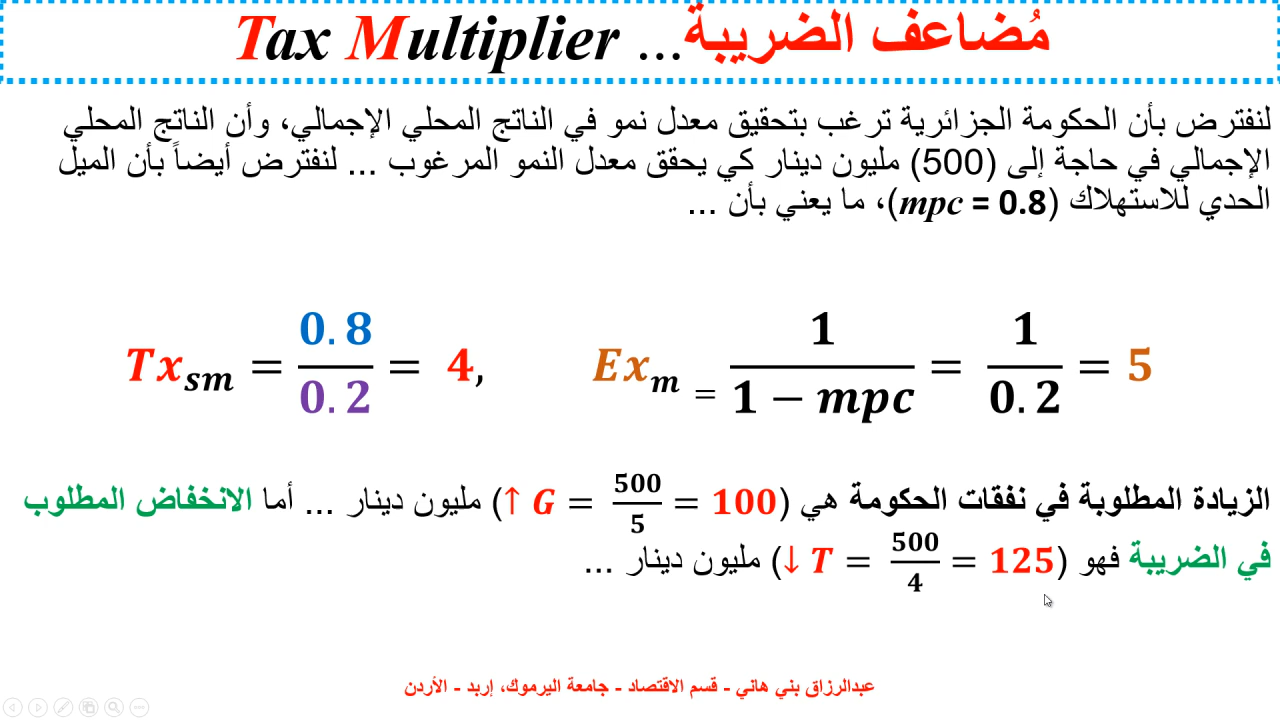 مُضاعف الضريبة... Tax Multiplier
لنفترض بأن الحكومة الجزائرية ترغب بتحقيق معدل نمو في الناتج المحلي الإجمالي، وأن الناتج المحلي
الإجمالي في حاجة إلى (500) مليون دينار كي يحقق معدل النمو المرغوب ... لنفترض أيضاً بأن الميل
الحدي للاستهلاك (mpc = 0.8)، ما يعني بأن ...
Tx_sm = 0.8/0.2 = 4, Ex_m = 1/(1 − mpc) = 1/0.2 = 5
الزيادة المطلوبة في نفقات الحكومة هي (↑ G = 500/5 = 100) مليون دينار ... أما الانخفاض المطلوب
في الضريبة فهو (↓ T = 500/4 = 125) مليون دينار ...
عبدالرزاق بني هاني - قسم الاقتصاد - جامعة اليرموك، إربد - الأردن